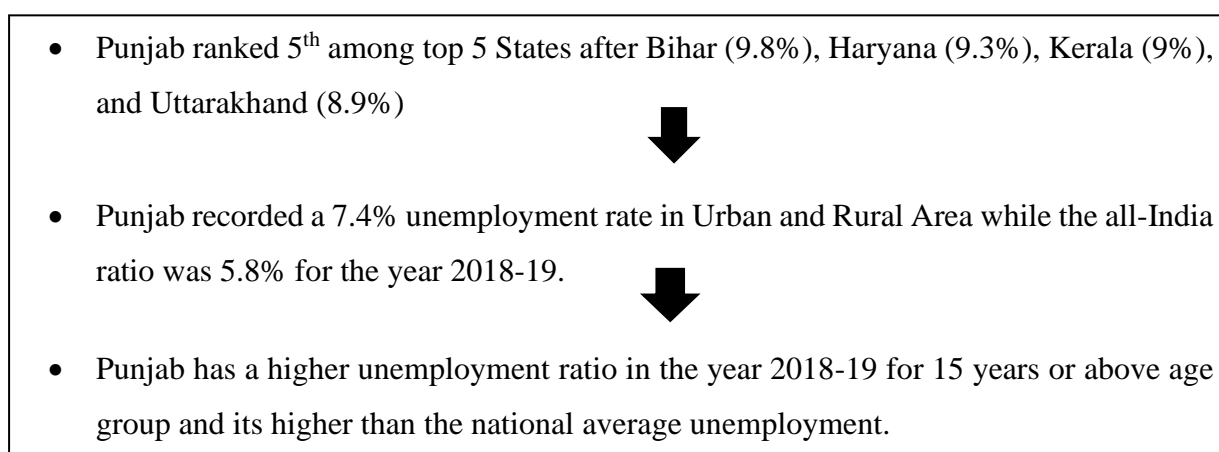 • Punjab ranked 5th among top 5 States after Bihar (9.8%), Haryana (9.3%), Kerala (9%),
and Uttarakhand (8.9%)
• Punjab recorded a 7.4% unemployment rate in Urban and Rural Area while the all-India
ratio was 5.8% for the year 2018-19.
• Punjab has a higher unemployment ratio in the year 2018-19 for 15 years or above age
group and its higher than the national average unemployment.